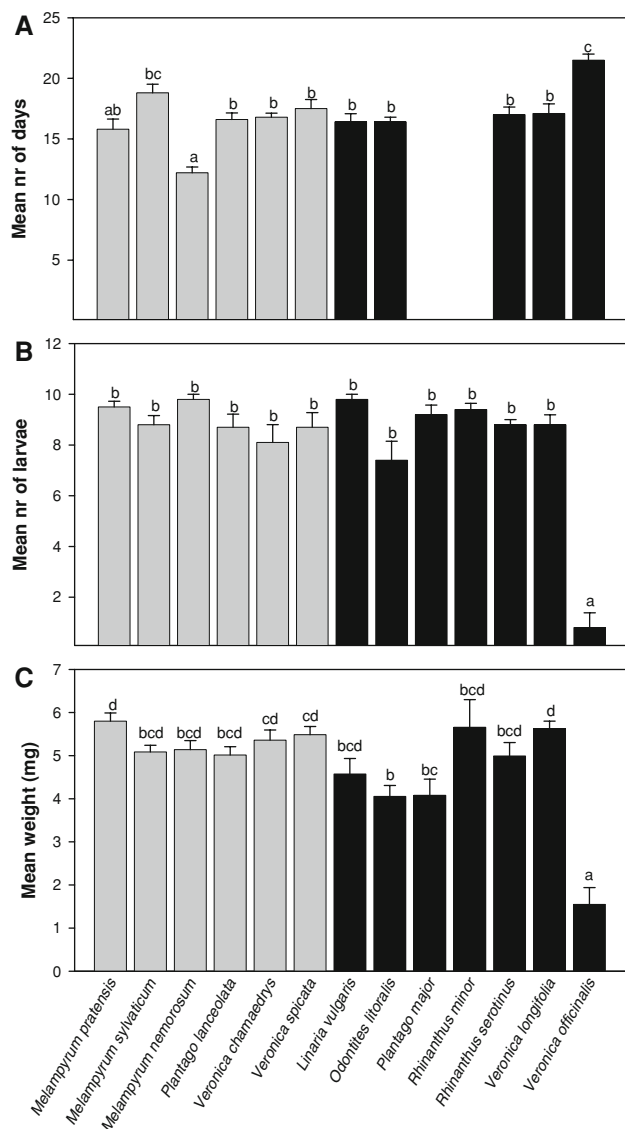 A
Mean nr of days
25
20
15
10
5
ab
bc
a
b
b
b
b
b
b
b
c
B
Mean nr of larvae
12
10
8
6
4
2
b
b
b
b
b
b
b
b
b
b
b
b
a
C
Mean weight (mg)
7
6
5
4
3
2
1
0
d
bcd
bcd
bcd
cd
cd
bcd
b
bc
bcd
bcd
d
a
Melampyrum pratensis
Melampyrum sylvaticum
Melampyrum nemorosum
Plantago lanceolata
Veronica chamaedrys
Veronica spicata
Linaria vulgaris
Odontites litoralis
Plantago major
Rhinanthus minor
Rhinanthus serotinus
Veronica longifolia
Veronica officinalis